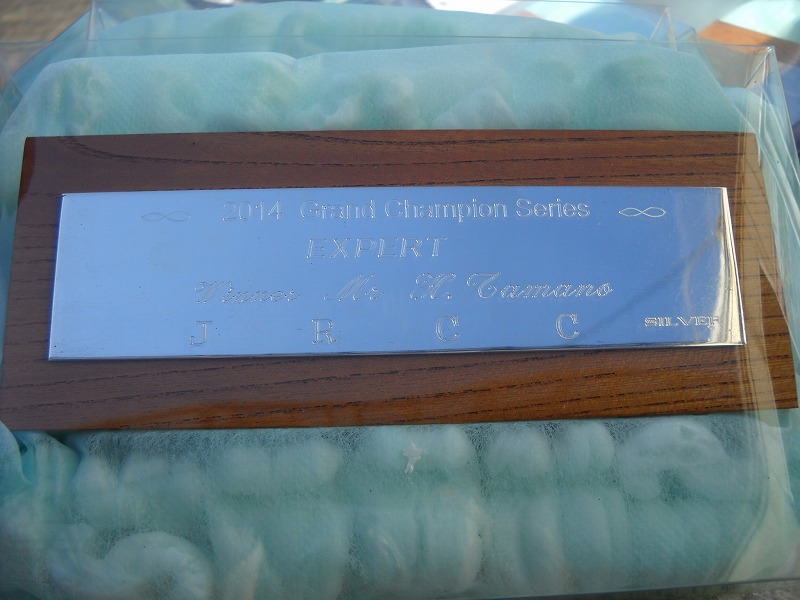 2014 Grand Champion Series
EXPERT
Winner Mr H. Tamano
J R C C SILVER